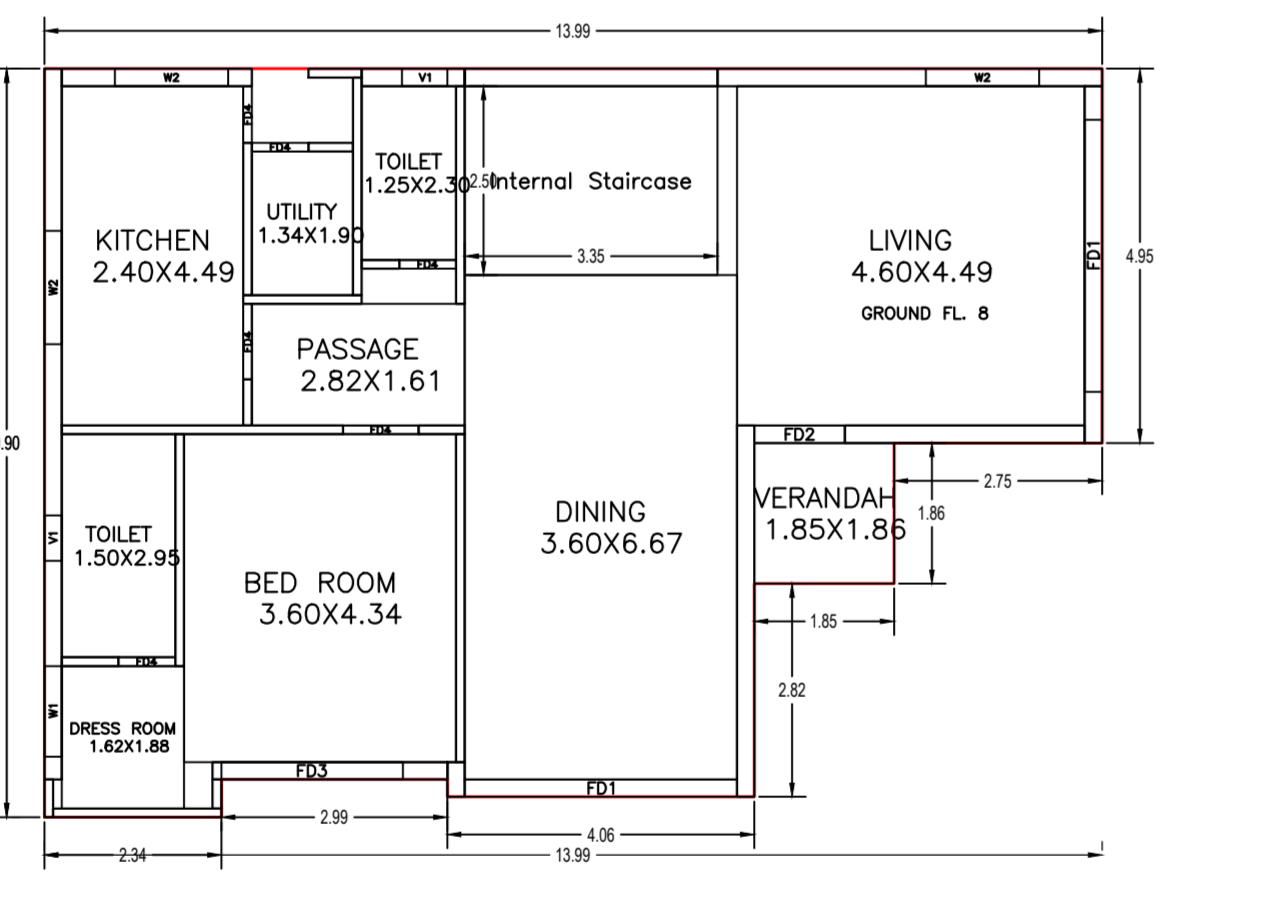 13.99
W2
V1
W2
FD4
FD4
TOILET
1.25X2.30
2.50
Internal Staircase
UTILITY
1.34X1.90
KITCHEN
2.40X4.49
LIVING
4.60X4.49
GROUND FL. 8
FD1
4.95
3.35
FD4
W2
FD4
PASSAGE
2.82X1.61
FD4
FD2
.90
2.75
VERANDAH
1.85X1.86
1.86
DINING
3.60X6.67
V1
TOILET
1.50X2.95
BED ROOM
3.60X4.34
1.85
FD4
2.82
W1
DRESS ROOM
1.62X1.88
FD3
FD1
2.99
4.06
2.34
13.99